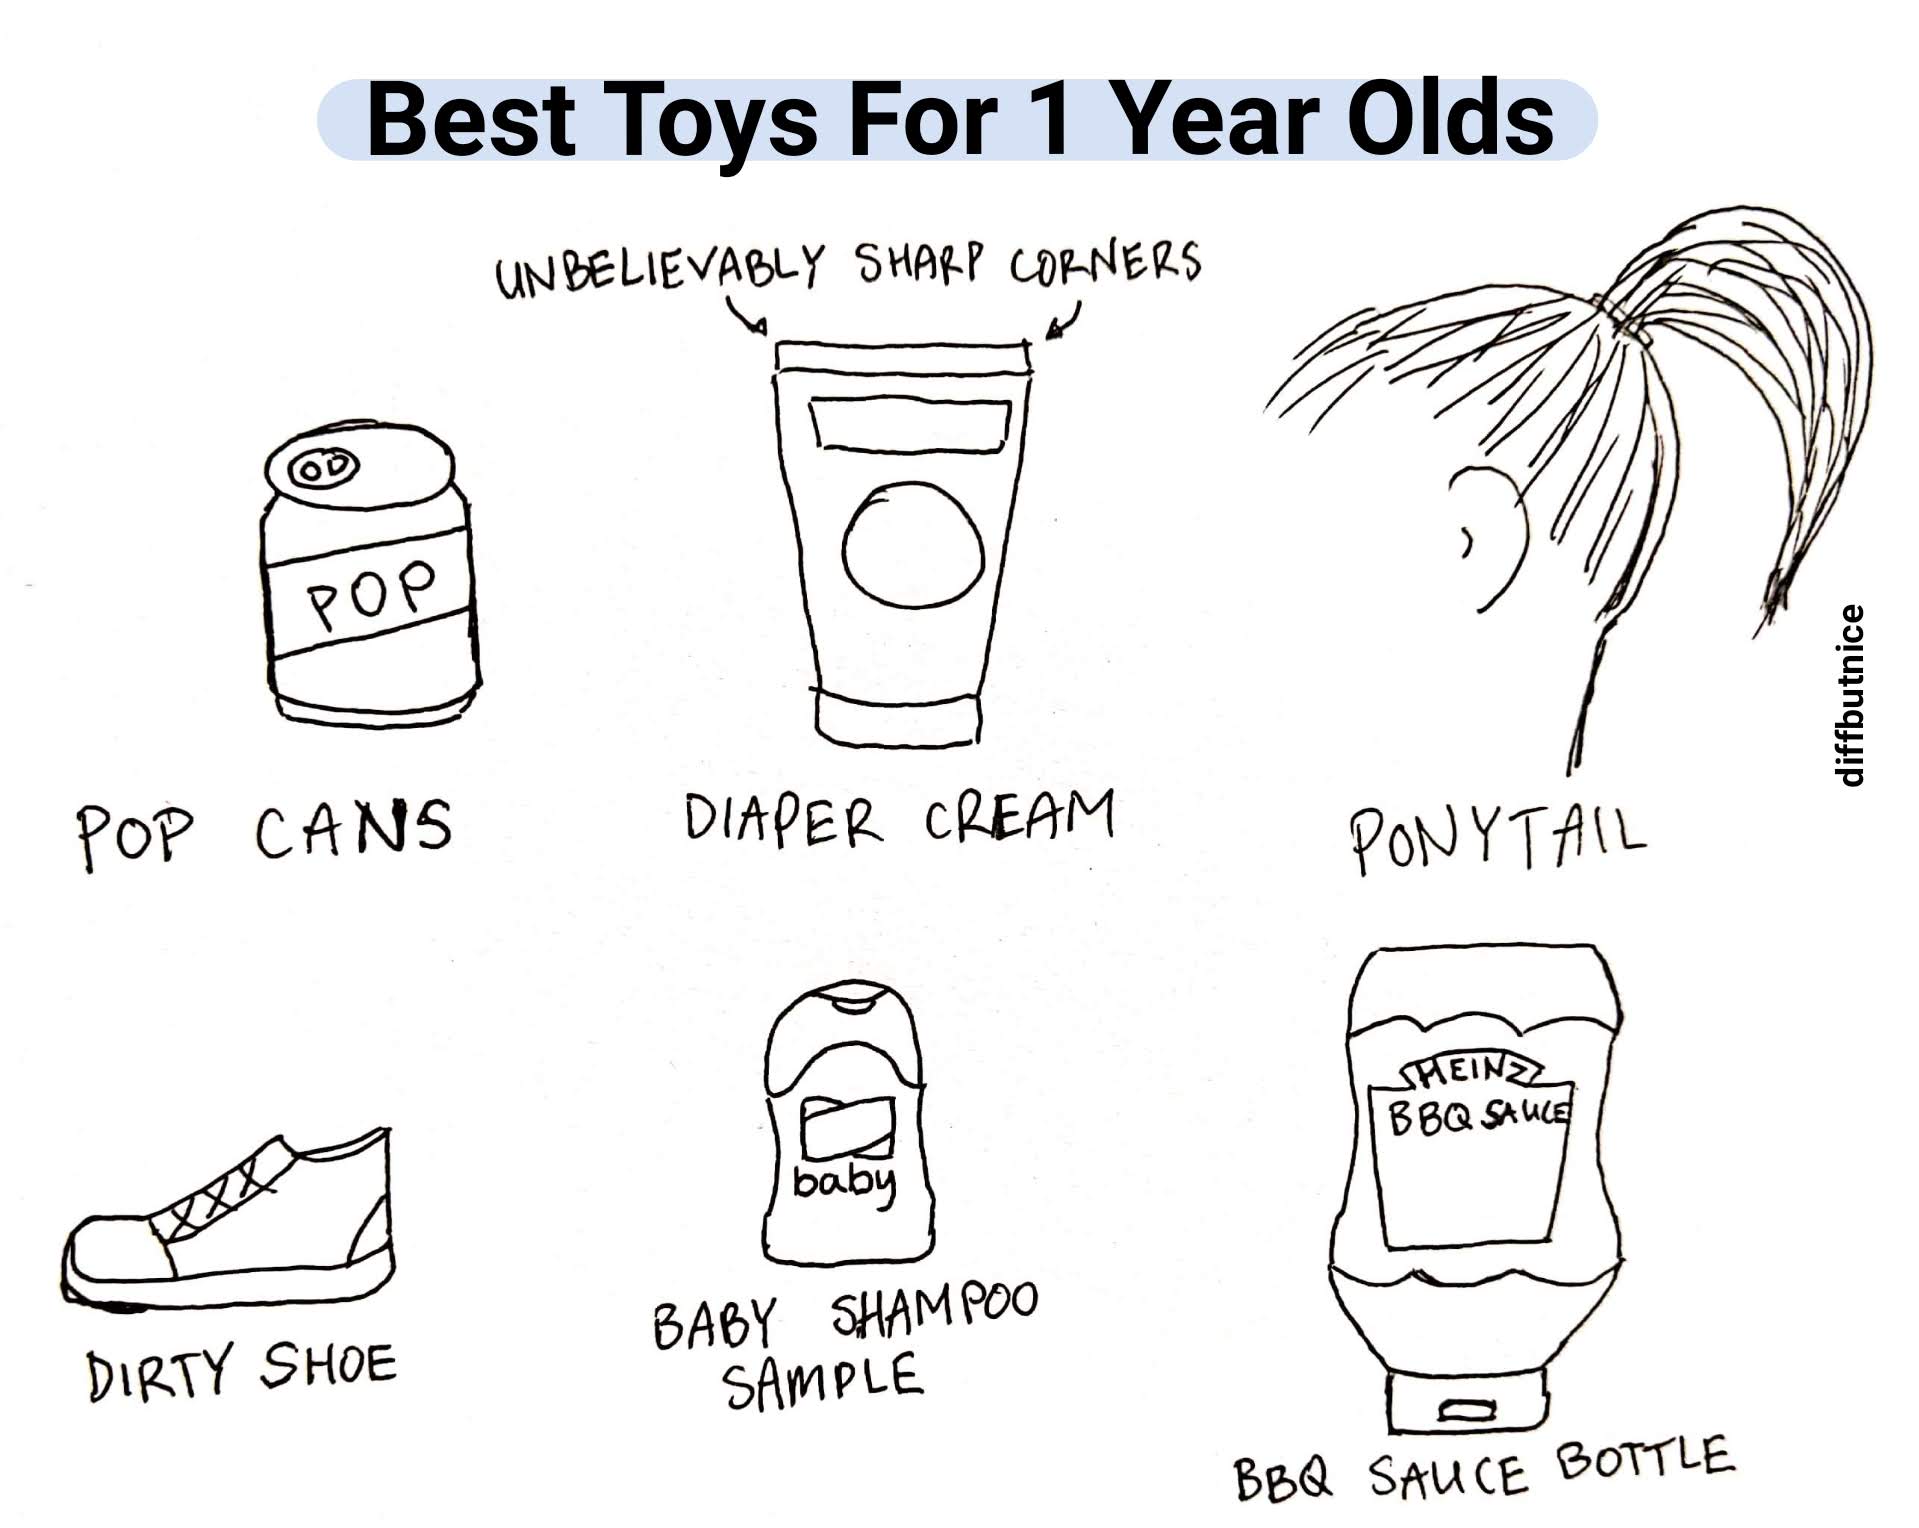 Best Toys For 1 Year Olds
UNBELIEVABLY SHARP CORNERS
POP
POP CANS
DIAPER CREAM
PONYTAIL
diffbutnice
DIRTY SHOE
baby
BABY SHAMPOO
SAMPLE
HEINZ
BBQ SAUCE
BBQ SAUCE BOTTLE